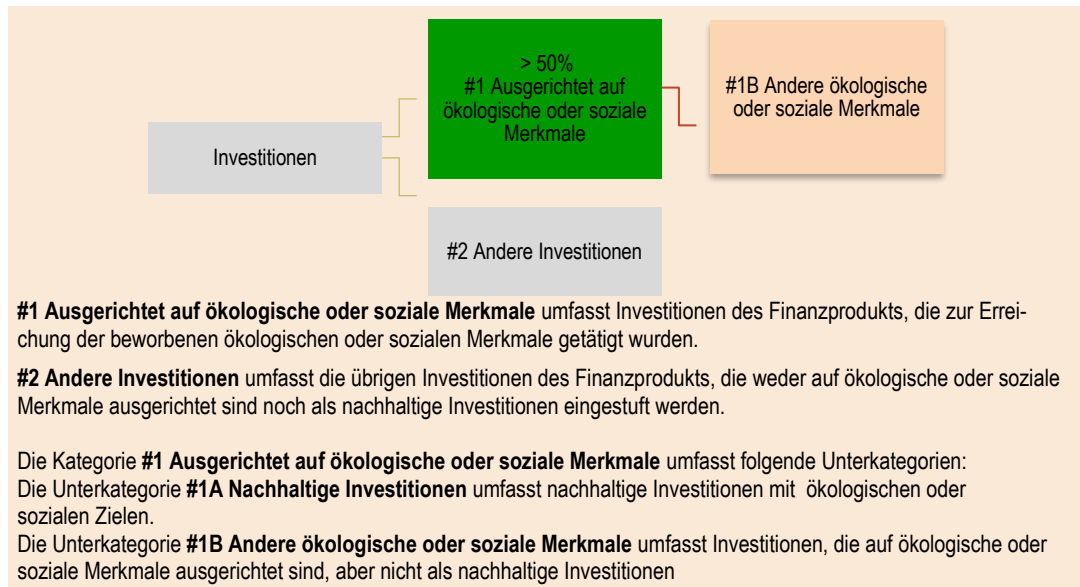 > 50%
#1 Ausgerichtet auf
ökologische oder soziale
Merkmale
#1B Andere ökologische
oder soziale Merkmale
Investitionen
#2 Andere Investitionen
#1 Ausgerichtet auf ökologische oder soziale Merkmale umfasst Investitionen des Finanzprodukts, die zur Errei-
chung der beworbenen ökologischen oder sozialen Merkmale getätigt wurden.
#2 Andere Investitionen umfasst die übrigen Investitionen des Finanzprodukts, die weder auf ökologische oder soziale
Merkmale ausgerichtet sind noch als nachhaltige Investitionen eingestuft werden.
Die Kategorie #1 Ausgerichtet auf ökologische oder soziale Merkmale umfasst folgende Unterkategorien:
Die Unterkategorie #1A Nachhaltige Investitionen umfasst nachhaltige Investitionen mit ökologischen oder
sozialen Zielen.
Die Unterkategorie #1B Andere ökologische oder soziale Merkmale umfasst Investitionen, die auf ökologische oder
soziale Merkmale ausgerichtet sind, aber nicht als nachhaltige Investitionen